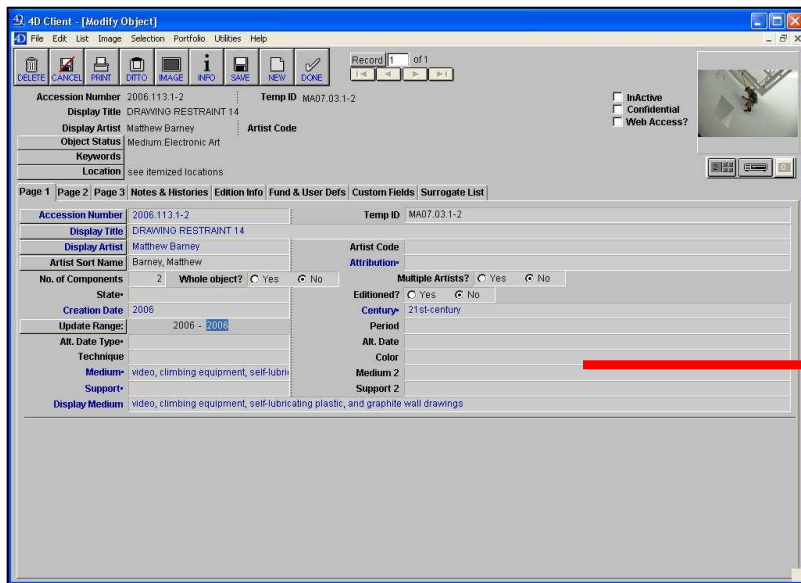 4D Client - [Modify Object]
File Edit List Image Selection Portfolio Utilities Help
DELETE CANCEL PRINT DITTO IMAGE INFO SAVE NEW DONE
Record 1 of 1
Accession Number 2006.113.1-2 Temp ID MA07.03.1-2
InActive
Display Title DRAWING RESTRAINT 14
Confidential
Display Artist Matthew Barney Artist Code
Web Access?
Object Status Medium:Electronic Art
Keywords
Location see itemized locations
Page 1 Page 2 Page 3 Notes & Histories Edition Info Fund & User Defs Custom Fields Surrogate List
Accession Number 2006.113.1-2 Temp ID MA07.03.1-2
Display Title DRAWING RESTRAINT 14
Display Artist Matthew Barney Artist Code
Artist Sort Name Barney, Matthew Attribution•
No. of Components 2 Whole object? Yes No Multiple Artists? Yes No
State• Editioned? Yes No
Creation Date 2006 Century• 21st-century
Update Range: 2006 - 2006 Period
Alt. Date Type• Alt. Date
Technique Color
Medium• video, climbing equipment, self-lubri Medium 2
Support• Support 2
Display Medium video, climbing equipment, self-lubricating plastic, and graphite wall drawings